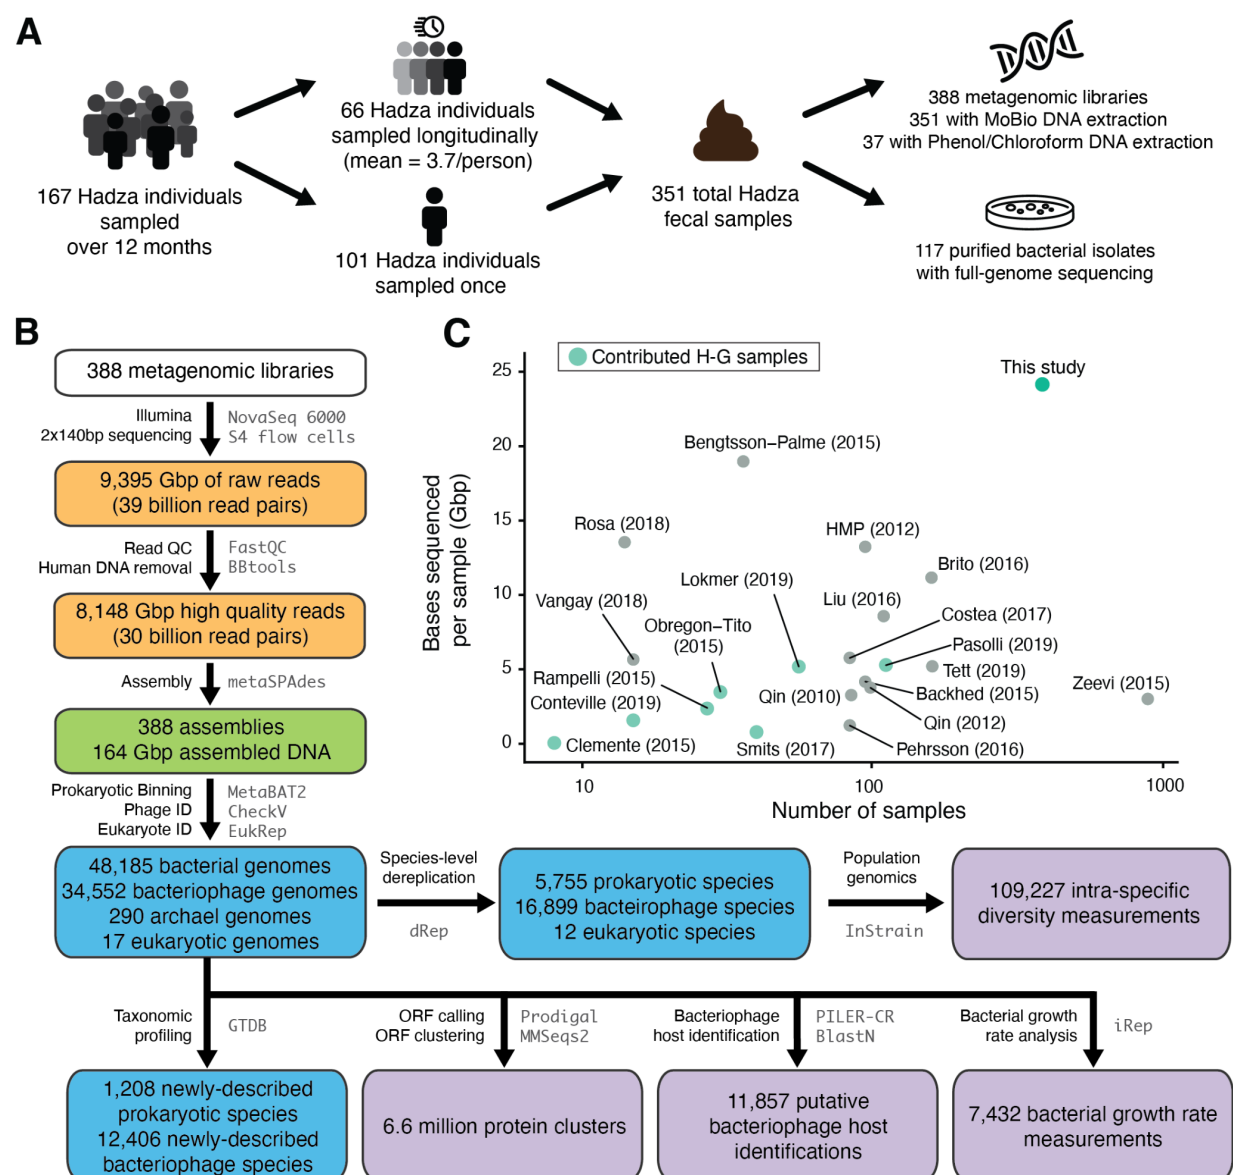 A
167 Hadza individuals
sampled
over 12 months
66 Hadza individuals
sampled longitudinally
(mean = 3.7/person)
101 Hadza individuals
sampled once
351 total Hadza
fecal samples
388 metagenomic libraries
351 with MoBio DNA extraction
37 with Phenol/Chloroform DNA extraction
117 purified bacterial isolates
with full-genome sequencing
B
388 metagenomic libraries
Illumina
2x140bp sequencing
NovaSeq 6000
S4 flow cells
9,395 Gbp of raw reads
(39 billion read pairs)
Read QC
Human DNA removal
FastQC
BBtools
8,148 Gbp high quality reads
(30 billion read pairs)
Assembly
metaSPAdes
388 assemblies
164 Gbp assembled DNA
Prokaryotic Binning
Phage ID
Eukaryote ID
MetaBAT2
CheckV
EukRep
48,185 bacterial genomes
34,552 bacteriophage genomes
290 archael genomes
17 eukaryotic genomes
Species-level
dereplication
dRep
5,755 prokaryotic species
16,899 bacteirophage species
12 eukaryotic species
Population
genomics
InStrain
109,227 intra-specific
diversity measurements
Taxonomic
profiling
GTDB
ORF calling
ORF clustering
Prodigal
MMSeqs2
Bacteriophage
host identification
PILER-CR
BlastN
Bacterial growth
rate analysis
iRep
1,208 newly-described
prokaryotic species
12,406 newly-described
bacteriophage species
6.6 million protein clusters
11,857 putative
bacteriophage host
identifications
7,432 bacterial growth rate
measurements
C
Contributed H-G samples
Bases sequenced
per sample (Gbp)
25
20
15
10
5
0
This study
Bengtsson–Palme (2015)
Rosa (2018)
HMP (2012)
Brito (2016)
Lokmer (2019)
Vangay (2018)
Liu (2016)
Costea (2017)
Obregon–Tito
(2015)
Pasolli (2019)
Rampelli (2015)
Tett (2019)
Zeevi (2015)
Conteville (2019)
Qin (2010)
Backhed (2015)
Qin (2012)
Clemente (2015)
Smits (2017)
Pehrsson (2016)
10
100
1000
Number of samples